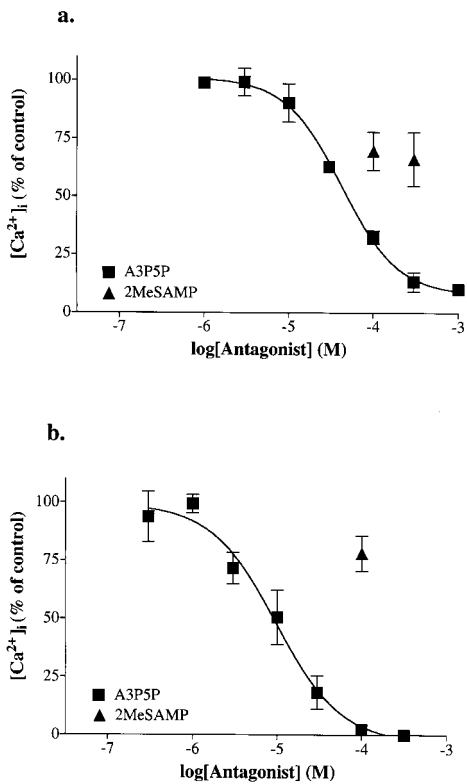 a.
100
75
50
25
0
[Ca²⁺]ᵢ (% of control)
A3P5P
2MeSAMP
-7 -6 -5 -4 -3
log[Antagonist] (M)
b.
100
75
50
25
0
[Ca²⁺]ᵢ (% of control)
A3P5P
2MeSAMP
-7 -6 -5 -4 -3
log[Antagonist] (M)